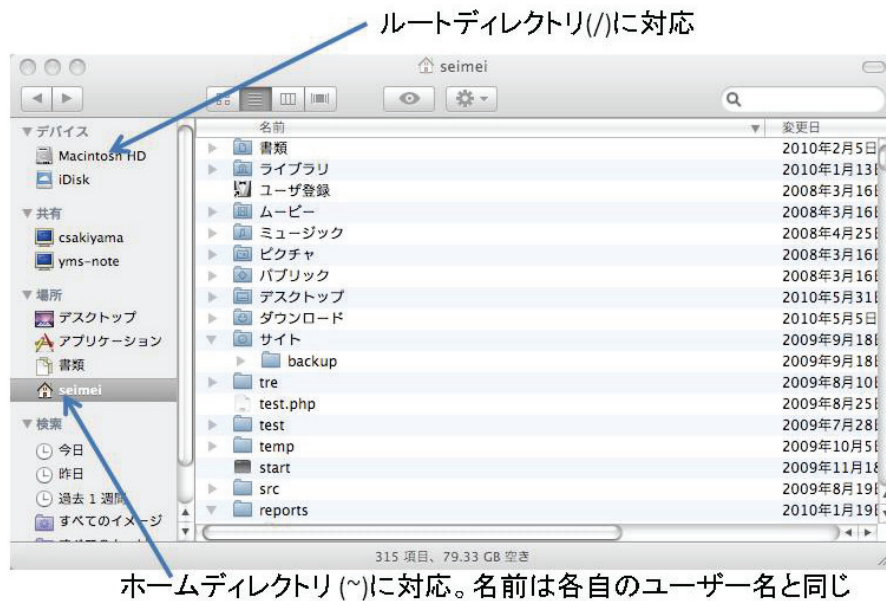 ルートディレクトリ(/)に対応
seimei
名前
変更日
▼デバイス
Macintosh HD
iDisk
▼共有
csakiyama
yms-note
▼場所
デスクトップ
アプリケーション
書類
seimei
▼検索
今日
昨日
過去 1 週間
すべてのイメージ
書類 2010年2月5日
ライブラリ 2010年1月13日
ユーザ登録 2008年3月16日
ムービー 2008年3月16日
ミュージック 2008年4月25日
ピクチャ 2008年3月16日
パブリック 2008年3月16日
デスクトップ 2010年5月31日
ダウンロード 2010年5月5日
サイト 2009年9月18日
backup 2009年9月18日
tre 2009年8月10日
test.php 2009年8月25日
test 2009年7月28日
temp 2009年10月5日
start 2009年11月18
src 2009年8月19日
reports 2010年1月19日
315 項目、79.33 GB 空き
ホームディレクトリ (~)に対応。名前は各自のユーザー名と同じ